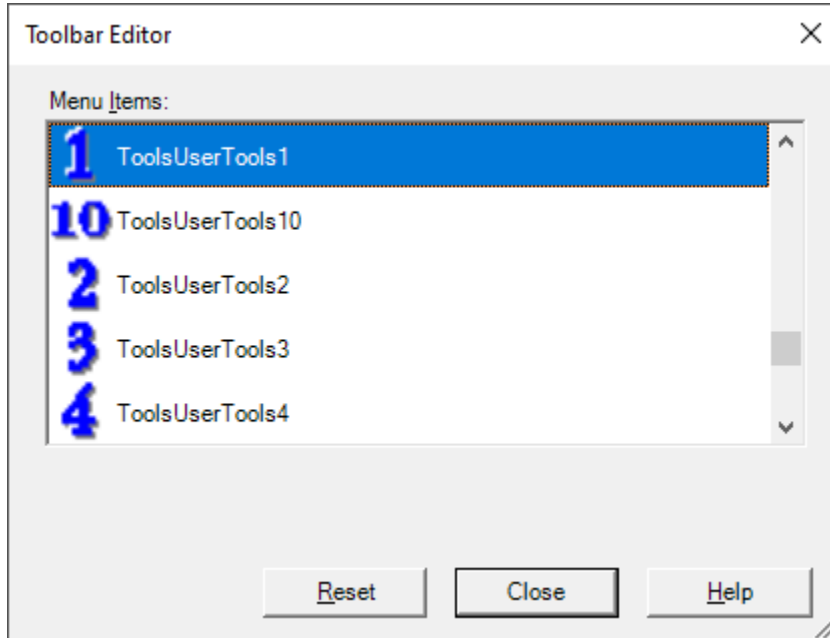 Toolbar Editor
Menu Items:
1 ToolsUserTools1
10 ToolsUserTools10
2 ToolsUserTools2
3 ToolsUserTools3
4 ToolsUserTools4
Reset Close Help